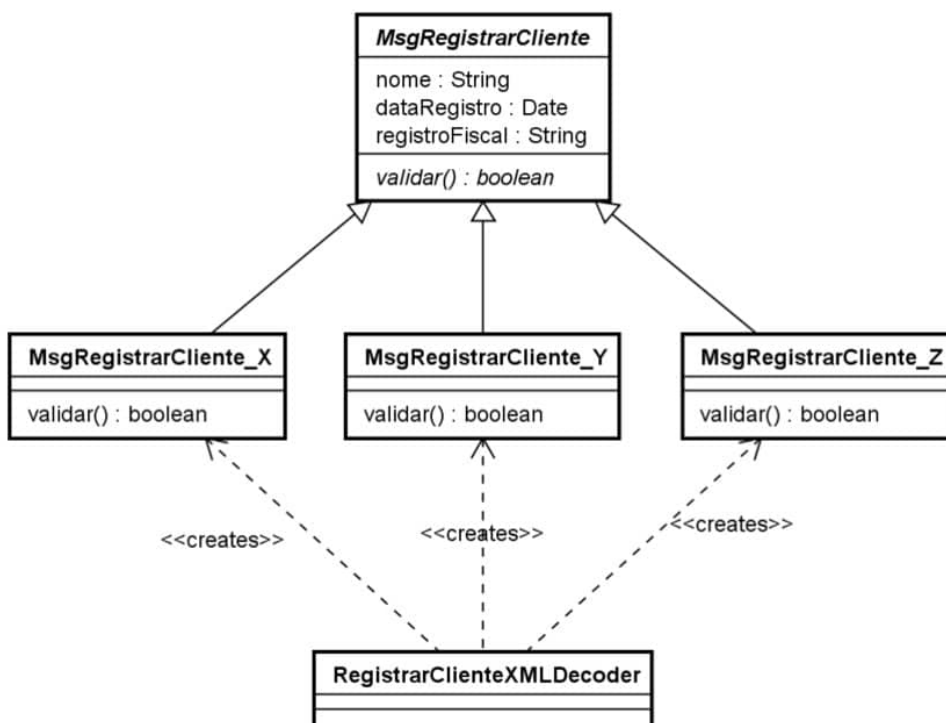 MsgRegistrarCliente
nome : String
dataRegistro : Date
registroFiscal : String
validar() : boolean
MsgRegistrarCliente_X
validar() : boolean
MsgRegistrarCliente_Y
validar() : boolean
MsgRegistrarCliente_Z
validar() : boolean
<<creates>>
<<creates>>
<<creates>>
RegistrarClienteXMLDecoder